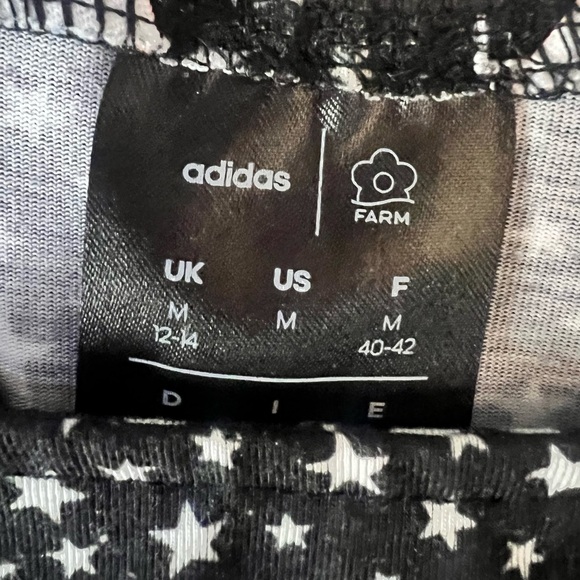 adidas
FARM
UK US F
M M M
12-14 40-42
D I E